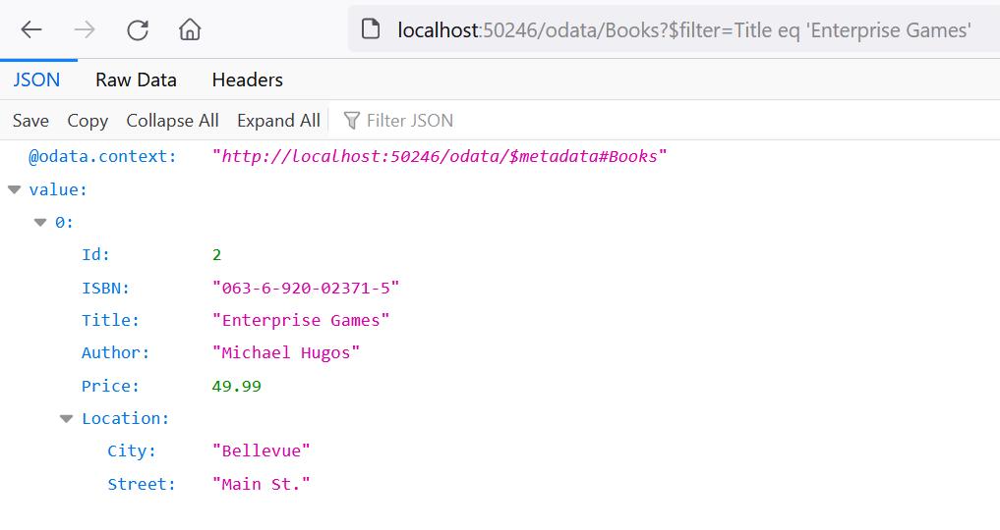 localhost:50246/odata/Books?$filter=Title eq 'Enterprise Games'
JSON Raw Data Headers
Save Copy Collapse All Expand All Filter JSON
@odata.context: "http://localhost:50246/odata/$metadata#Books"
value:
0:
Id: 2
ISBN: "063-6-920-02371-5"
Title: "Enterprise Games"
Author: "Michael Hugos"
Price: 49.99
Location:
City: "Bellevue"
Street: "Main St."